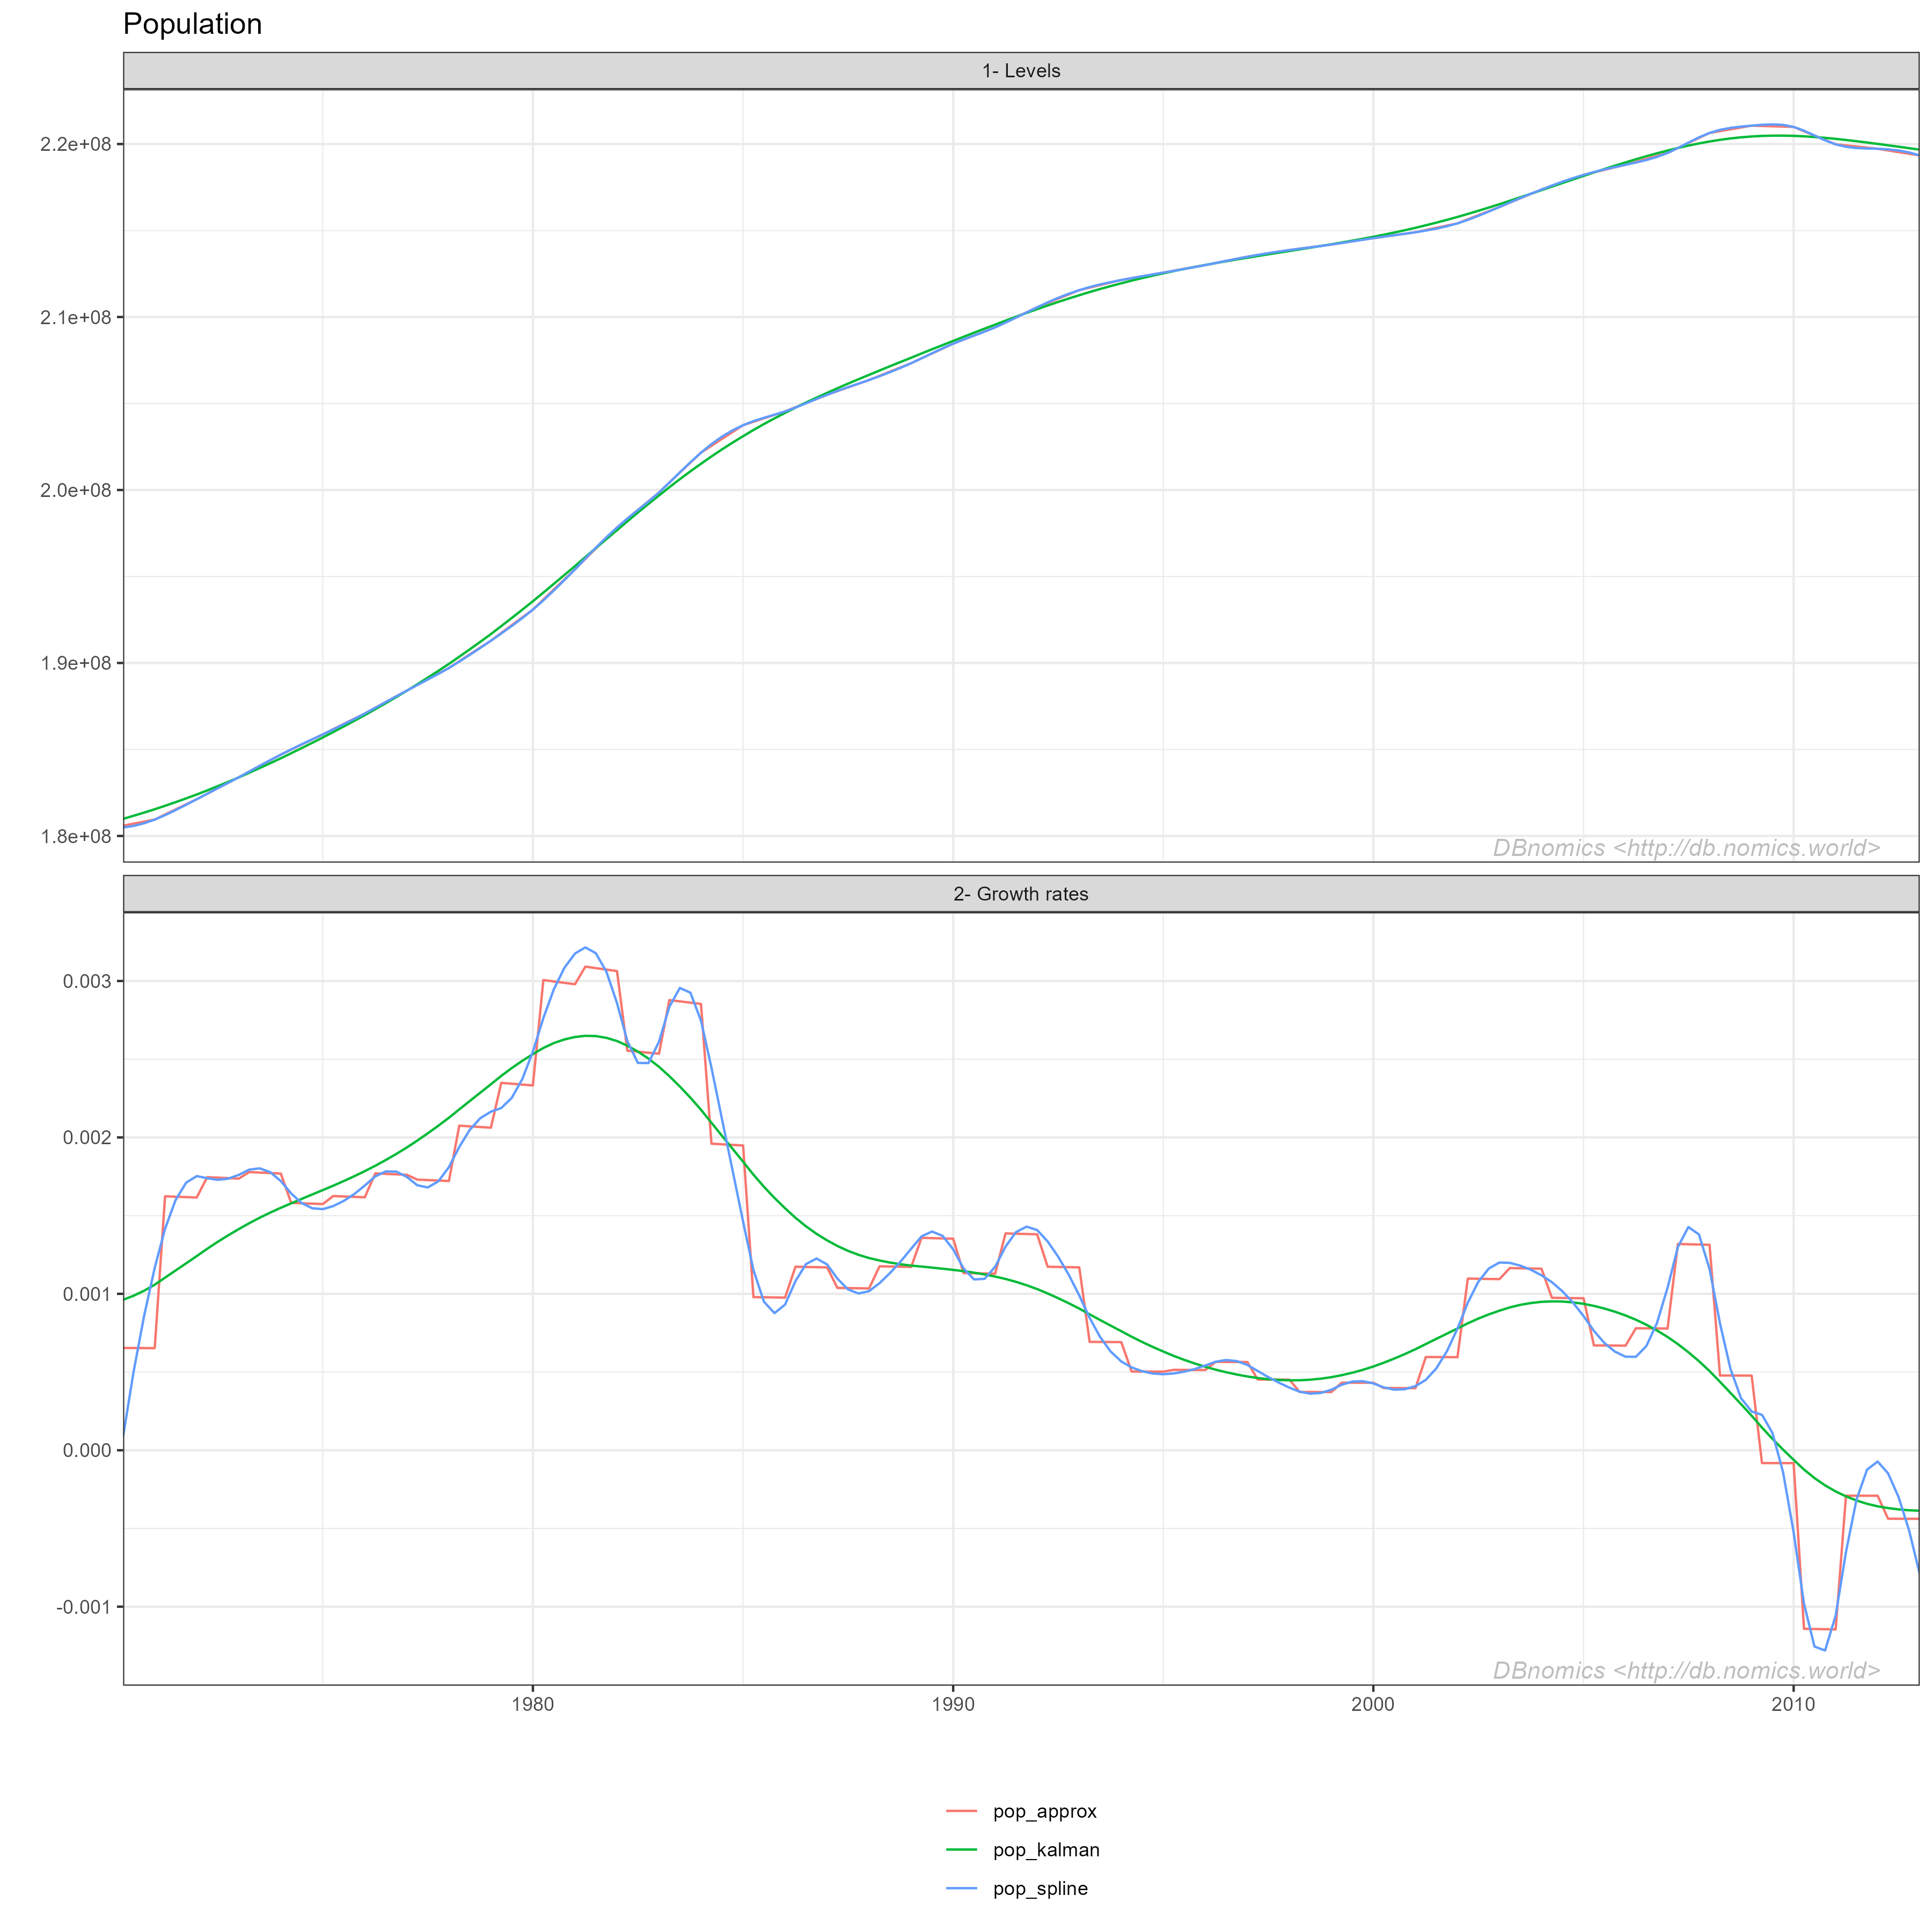 Population
1- Levels
2.2e+08
2.1e+08
2.0e+08
1.9e+08
1.8e+08
DBnomics <http://db.nomics.world>
2- Growth rates
0.003
0.002
0.001
0.000
-0.001
DBnomics <http://db.nomics.world>
1980 1990 2000 2010
pop_approx
pop_kalman
pop_spline